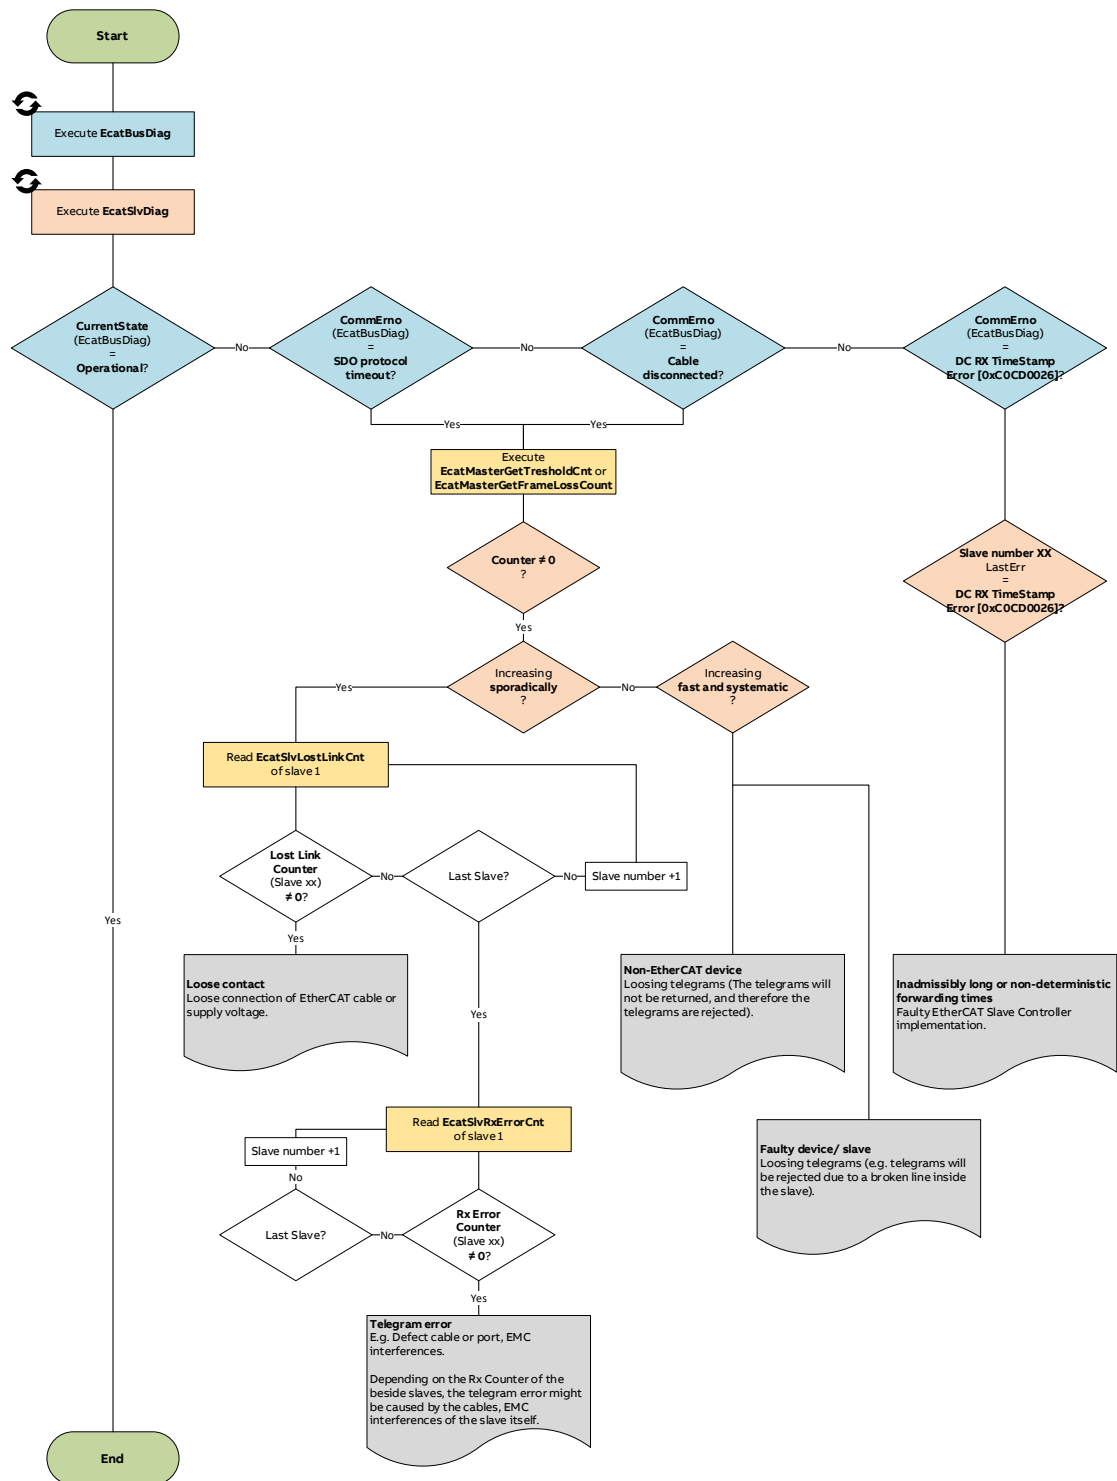 Start
Execute EcatBusDiag
Execute EcatSlvDiag
CurrentState
(EcatBusDiag)
=
Operational?
No
CommErno
(EcatBusDiag)
=
SDO protocol
timeout?
No
CommErno
(EcatBusDiag)
=
Cable
disconnected?
No
CommErno
(EcatBusDiag)
=
DC RX TimeStamp
Error [0xC0CD0026]?
Yes
Yes
Execute
EcatMasterGetTresholdCnt or
EcatMasterGetFrameLossCount
Counter ≠ 0
?
Slave number XX
LastErr
=
DC RX TimeStamp
Error [0xC0CD0026]?
Yes
Increasing
sporadically
?
Yes
No
Increasing
fast and systematic
?
Read EcatSlvLostLinkCnt
of slave 1
Lost Link
Counter
(Slave xx)
≠ 0?
No
Last Slave?
No
Slave number +1
Yes
Yes
Loose contact
Loose connection of EtherCAT cable or
supply voltage.
Non-EtherCAT device
Loosing telegrams (The telegrams will
not be returned, and therefore the
telegrams are rejected).
Inadmissibly long or non-deterministic
forwarding times
Faulty EtherCAT Slave Controller
implementation.
Yes
Read EcatSlvRxErrorCnt
of slave 1
Slave number +1
No
Last Slave?
No
Rx Error
Counter
(Slave xx)
≠ 0?
Faulty device/ slave
Loosing telegrams (e.g. telegrams will
be rejected due to a broken line inside
the slave).
Yes
Telegram error
E.g. Defect cable or port, EMC
interferences.
Depending on the Rx Counter of the
beside slaves, the telegram error might
be caused by the cables, EMC
interferences of the slave itself.
End